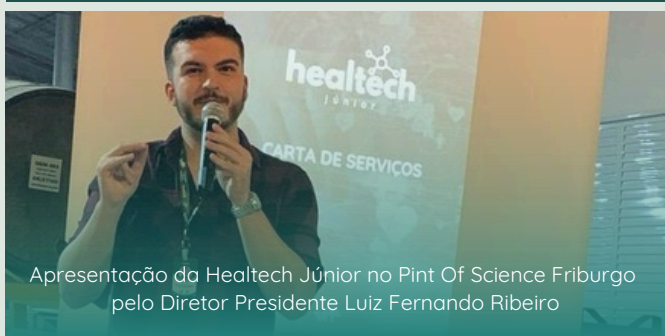 healtech
júnior
CARTA DE SERVIÇOS
Apresentação da Healtech Júnior no Pint Of Science Friburgo
pelo Diretor Presidente Luiz Fernando Ribeiro